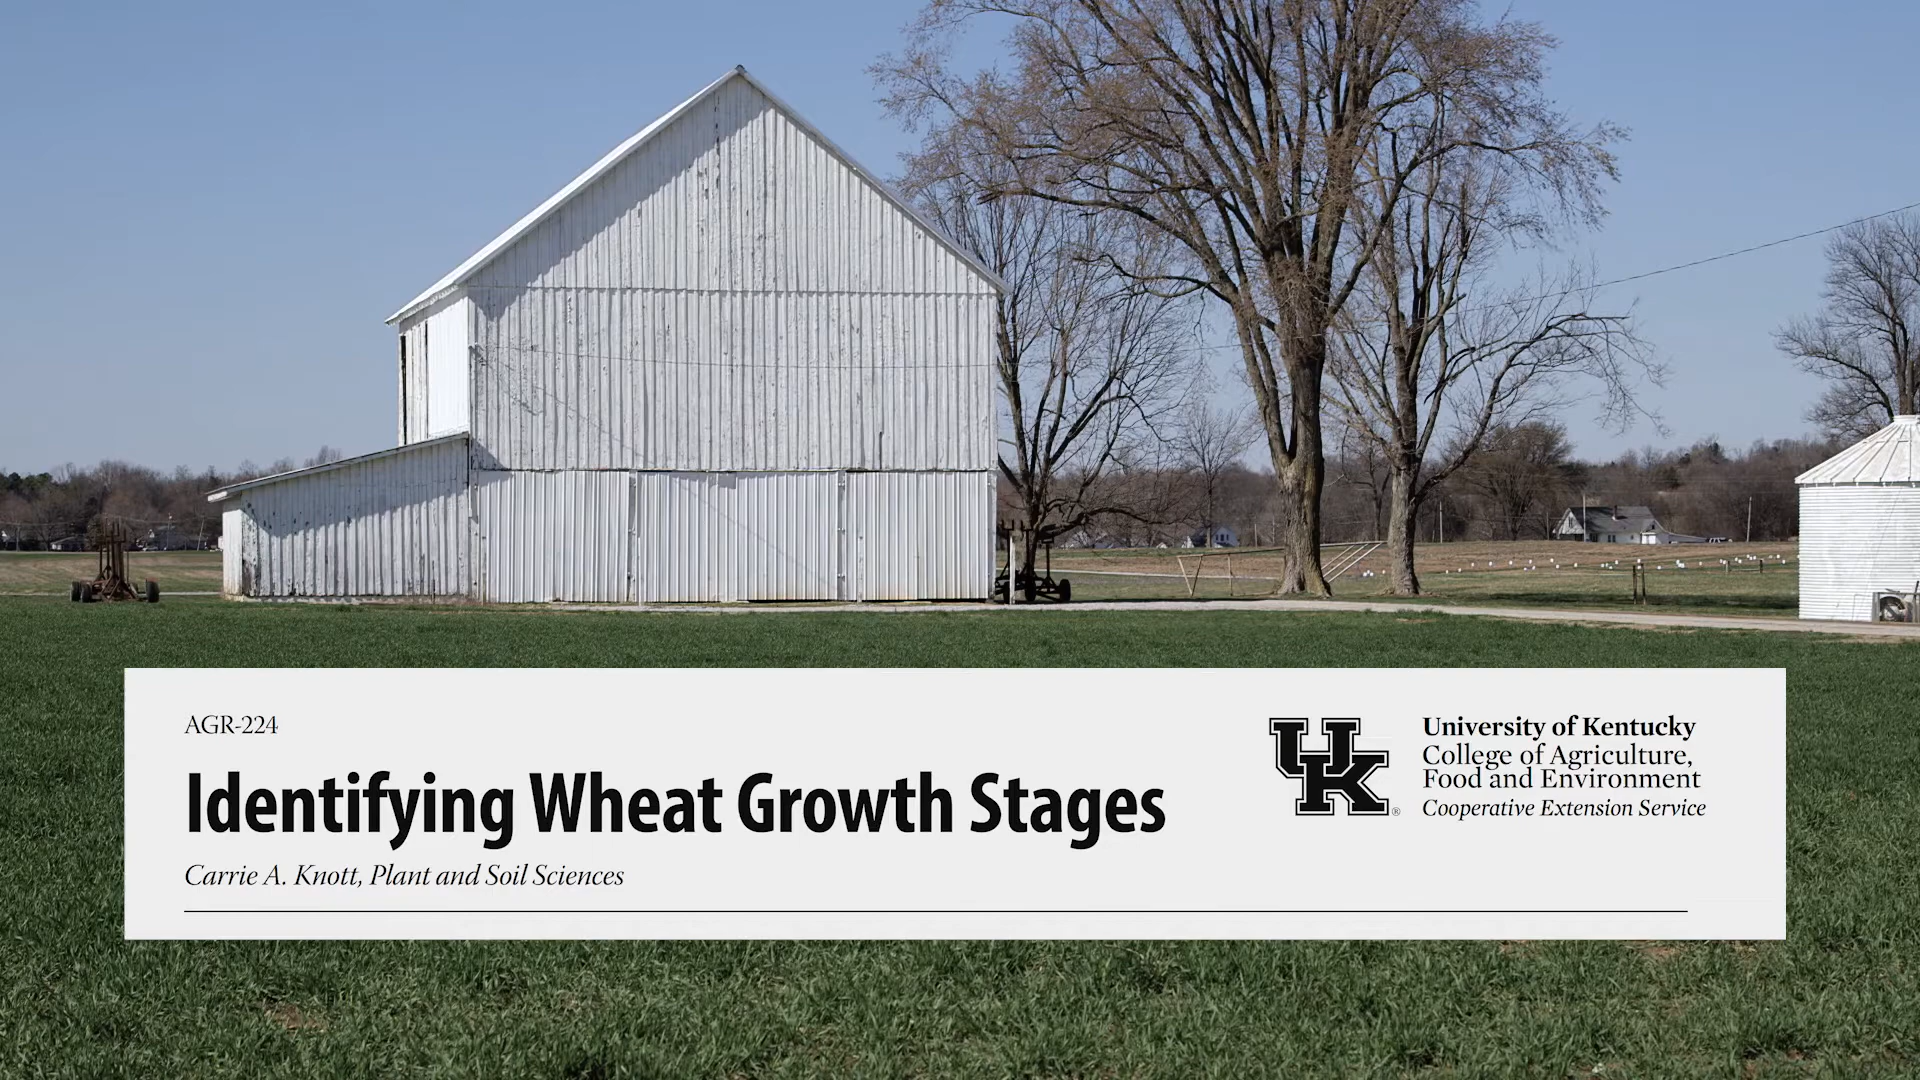 AGR-224
Identifying Wheat Growth Stages
Carrie A. Knott, Plant and Soil Sciences
UK®
University of Kentucky
College of Agriculture,
Food and Environment
Cooperative Extension Service